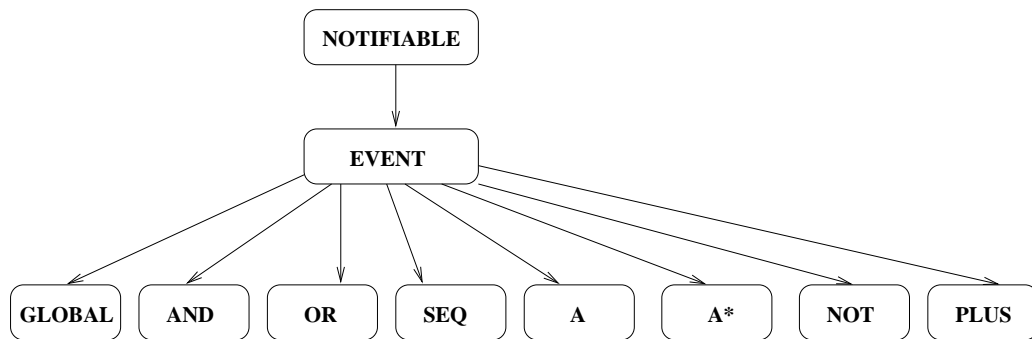 NOTIFIABLE
EVENT
GLOBAL
AND
OR
SEQ
A
A*
NOT
PLUS